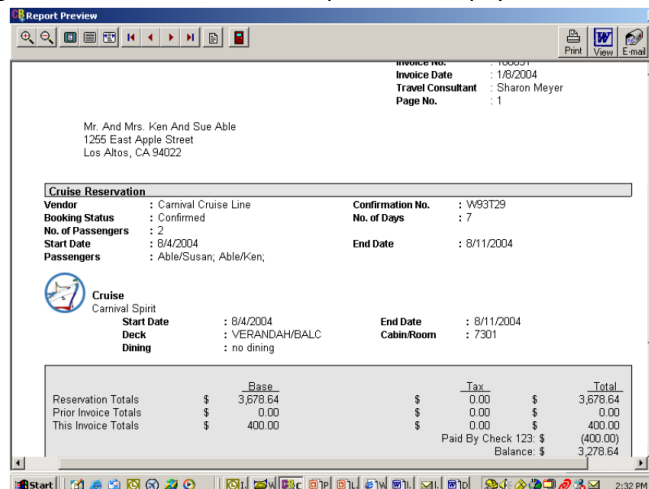 Report Preview
Print View E-mail
Invoice No. :
Invoice Date : 1/8/2004
Travel Consultant : Sharon Meyer
Page No. : 1
Mr. And Mrs. Ken And Sue Able
1255 East Apple Street
Los Altos, CA 94022
Cruise Reservation
Vendor : Carnival Cruise Line Confirmation No. : W93T29
Booking Status : Confirmed No. of Days : 7
No. of Passengers : 2
Start Date : 8/4/2004 End Date : 8/11/2004
Passengers : Able/Susan; Able/Ken;
Cruise
Carnival Spirit
Start Date : 8/4/2004 End Date : 8/11/2004
Deck : VERANDAH/BALC Cabin/Room : 7301
Dining : no dining
Base Tax Total
Reservation Totals $ 3,678.64 $ 0.00 $ 3,678.64
Prior Invoice Totals $ 0.00 $ 0.00 $ 0.00
This Invoice Totals $ 400.00 $ 0.00 $ 400.00
Paid By Check 123: $ (400.00)
Balance: $ 3,278.64
Start 2:32 PM